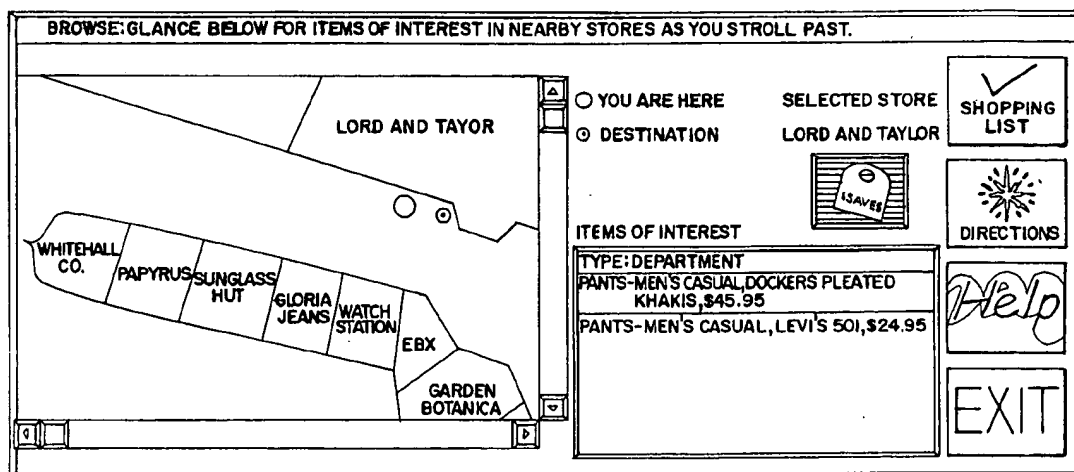 BROWSE: GLANCE BELOW FOR ITEMS OF INTEREST IN NEARBY STORES AS YOU STROLL PAST.
LORD AND TAYOR
WHITEHALL
CO.
PAPYRUS
SUNGLASS
HUT
GLORIA
JEANS
WATCH
STATION
EBX
GARDEN
BOTANICA
YOU ARE HERE
DESTINATION
SELECTED STORE
LORD AND TAYLOR
$SAVE$
ITEMS OF INTEREST
TYPE: DEPARTMENT
PANTS-MEN'S CASUAL, DOCKERS PLEATED
KHAKIS, $45.95
PANTS-MEN'S CASUAL, LEVI'S 501, $24.95
SHOPPING
LIST
DIRECTIONS
Help
EXIT